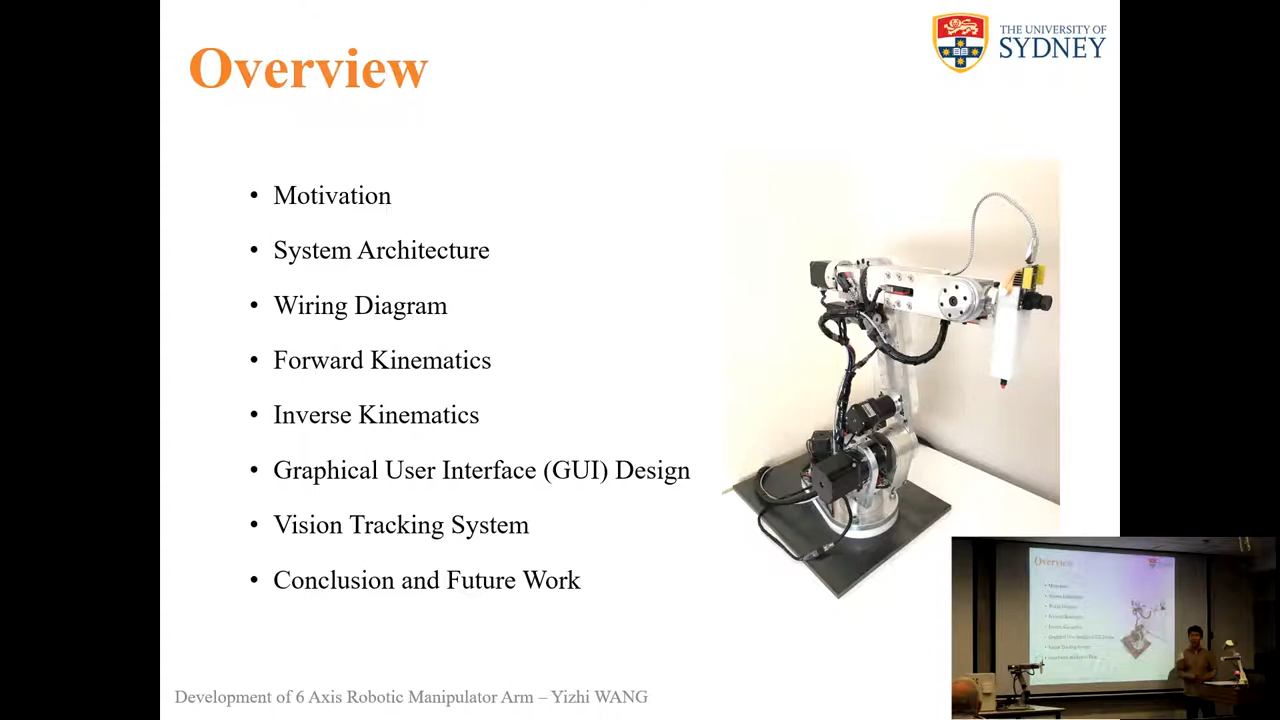 Overview
THE UNIVERSITY OF
SYDNEY
• Motivation
• System Architecture
• Wiring Diagram
• Forward Kinematics
• Inverse Kinematics
• Graphical User Interface (GUI) Design
• Vision Tracking System
• Conclusion and Future Work
Development of 6 Axis Robotic Manipulator Arm – Yizhi WANG
Overview